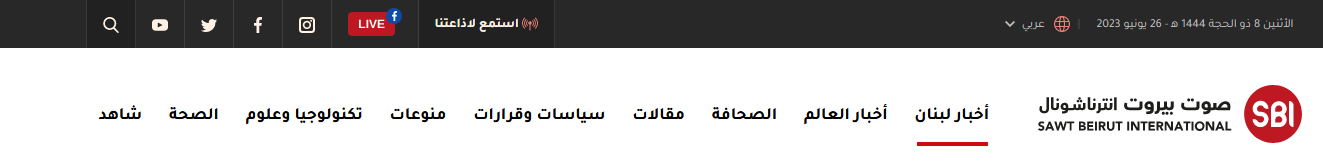 الأثنين 8 ذو الحجة 1444 هـ - 26 يونيو 2023 | عربي
استمع لاذاعتنا
LIVE
صوت بيروت انترناشونال
SAWT BEIRUT INTERNATIONAL
SBI
أخبار لبنان أخبار العالم الصحافة مقالات سياسات وقرارات منوعات تكنولوجيا وعلوم الصحة شاهد